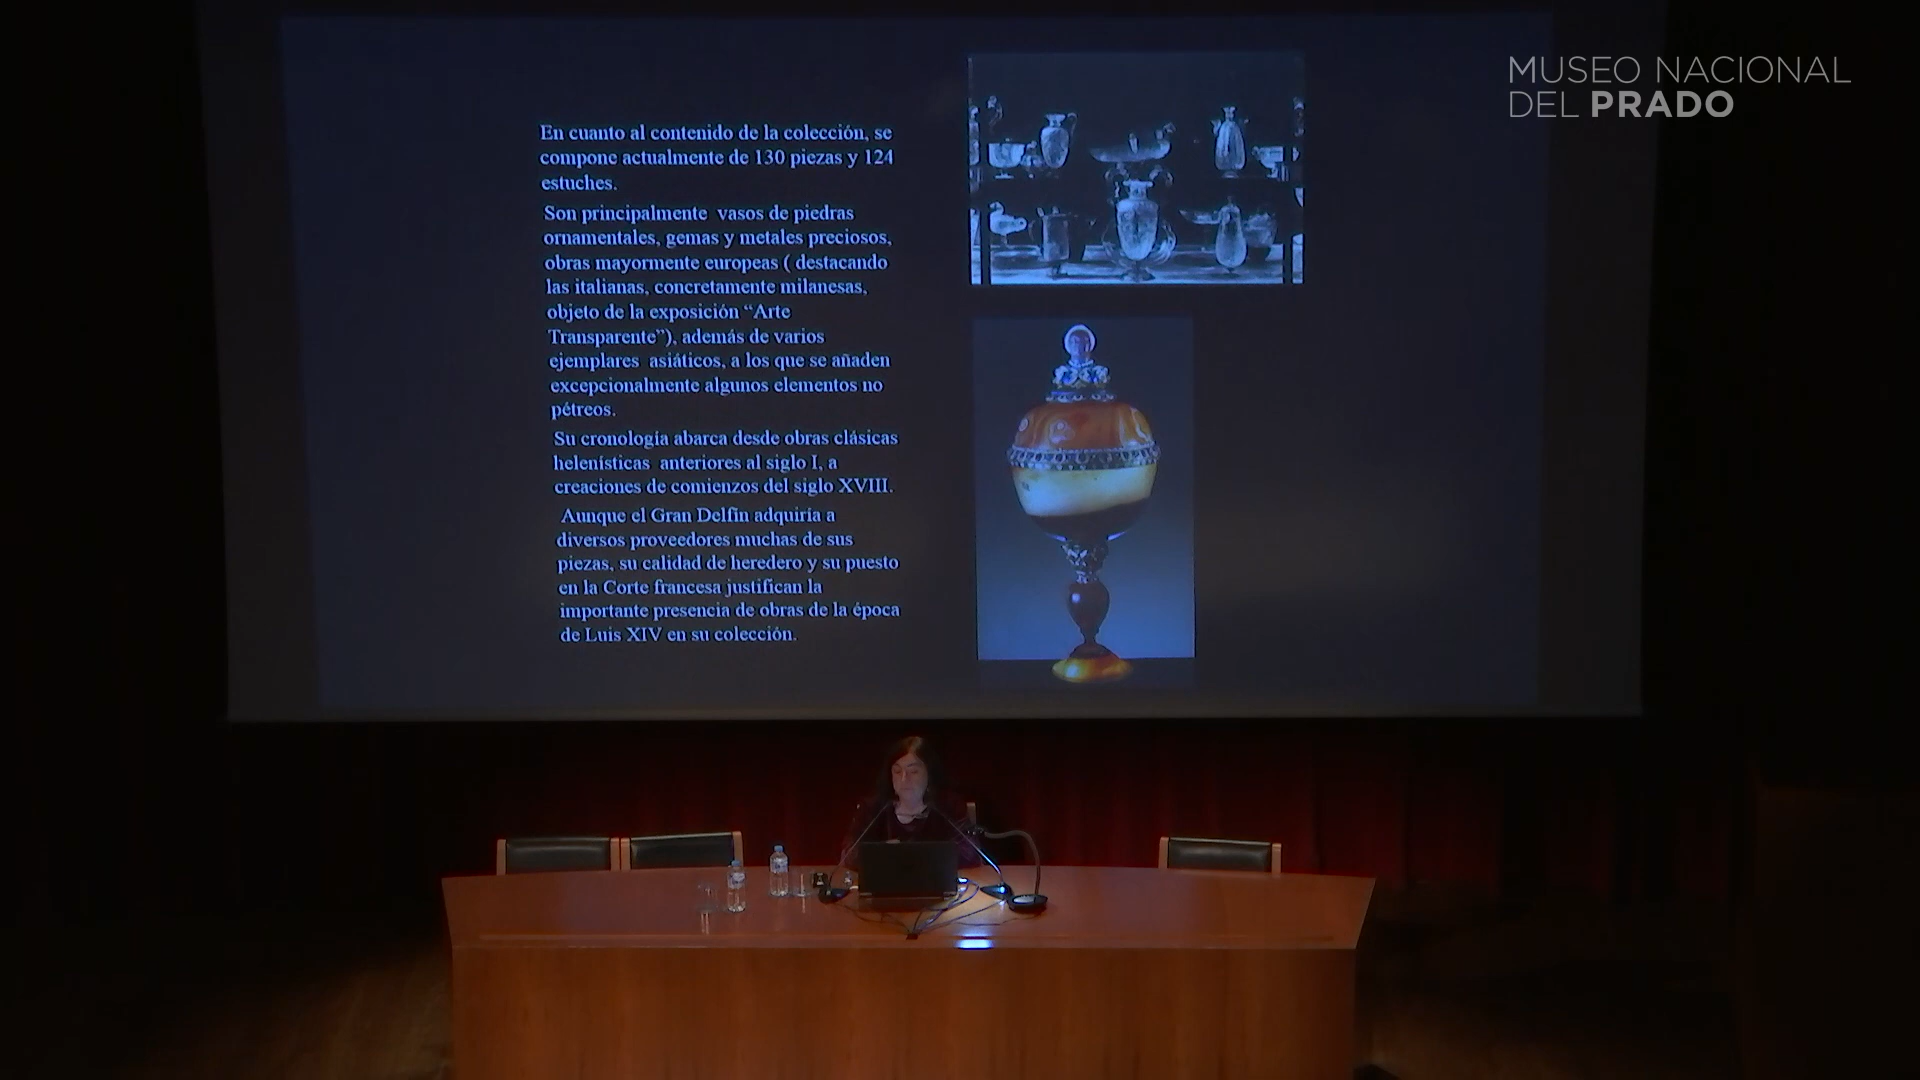 MUSEO NACIONAL
DEL PRADO
En cuanto al contenido de la colección, se
compone actualmente de 130 piezas y 124
estuches.
Son principalmente vasos de piedras
ornamentales, gemas y metales preciosos,
obras mayormente europeas ( destacando
las italianas, concretamente milanesas,
objeto de la exposición “Arte
Transparente”), además de varios
ejemplares asiáticos, a los que se añaden
excepcionalmente algunos elementos no
pétreos.
Su cronología abarca desde obras clásicas
helenísticas anteriores al siglo I, a
creaciones de comienzos del siglo XVIII.
Aunque el Gran Delfín adquiría a
diversos proveedores muchas de sus
piezas, su calidad de heredero y su puesto
en la Corte francesa justifican la
importante presencia de obras de la época
de Luis XIV en su colección.